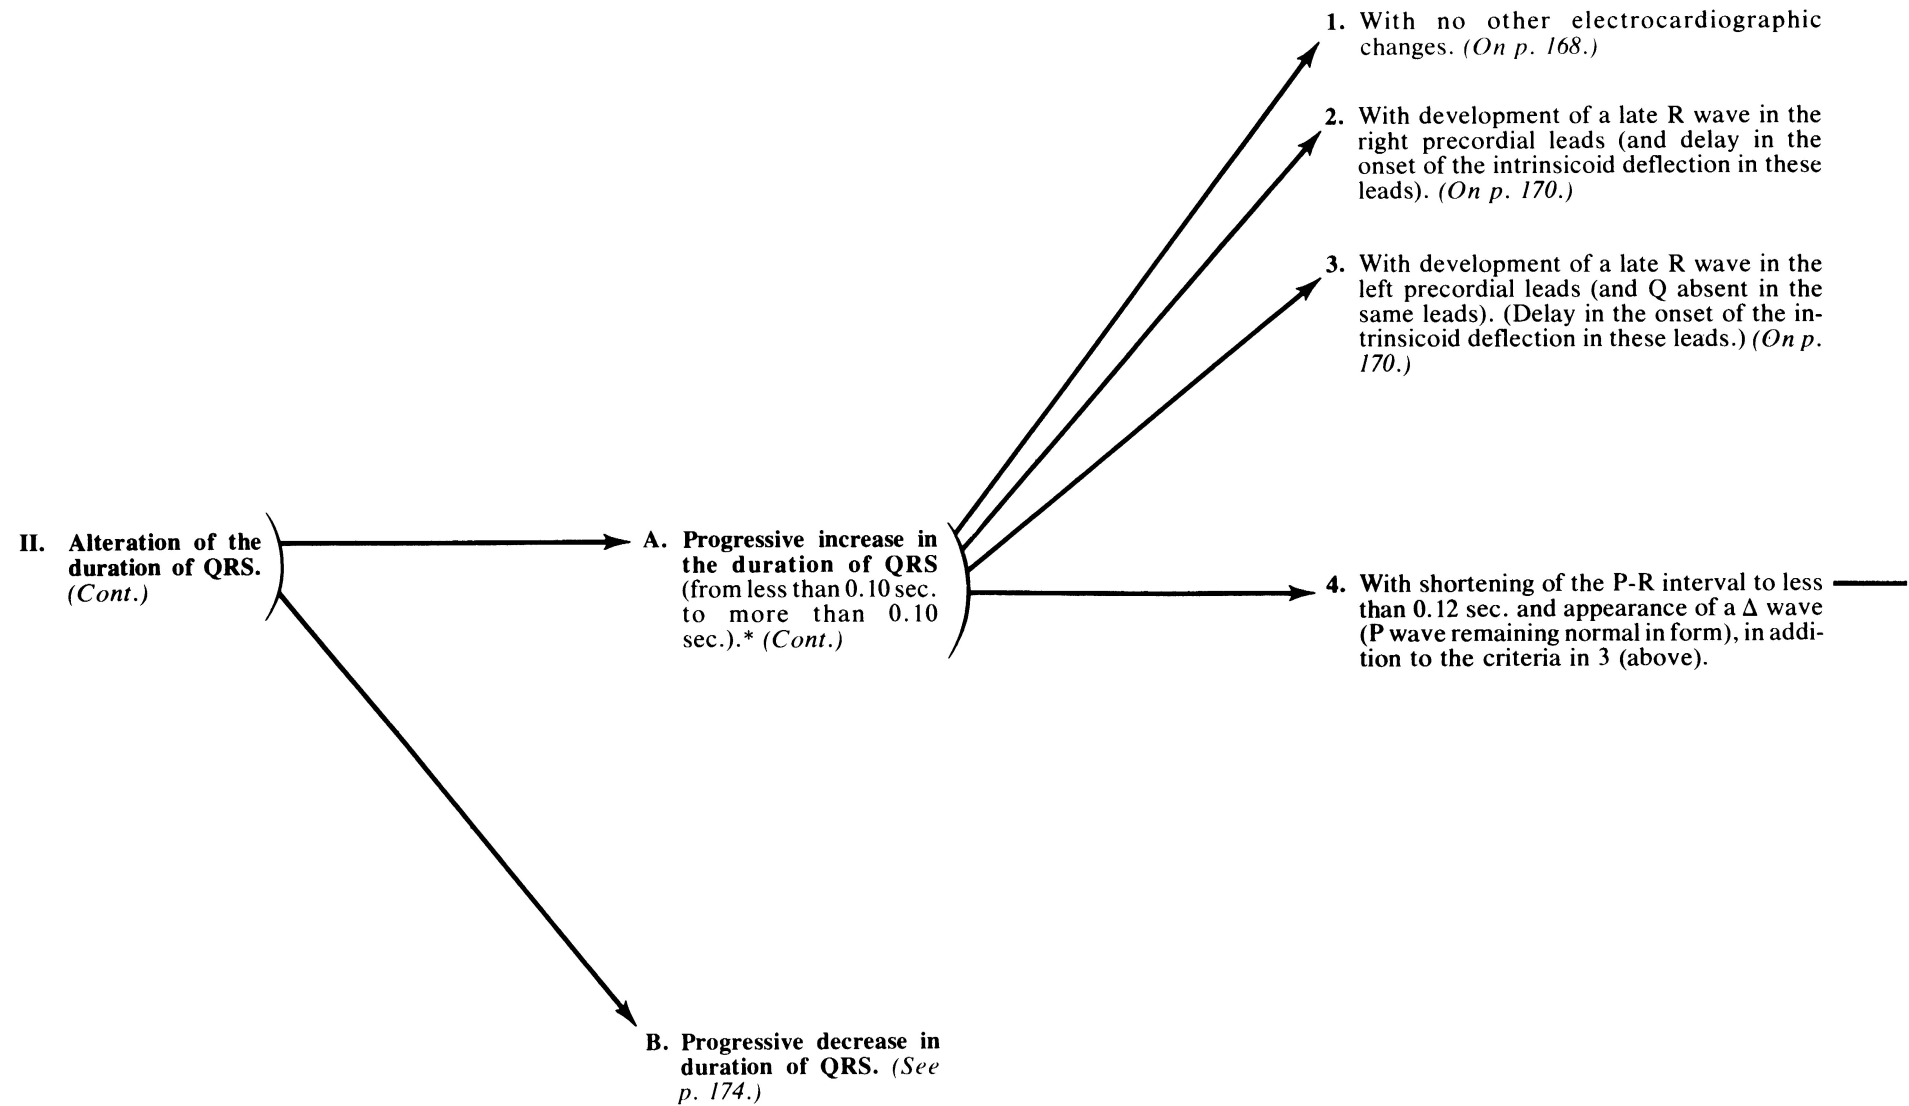 II. Alteration of the
duration of QRS.
(Cont.)
A. Progressive increase in
the duration of QRS
(from less than 0.10 sec.
to more than 0.10
sec.).* (Cont.)
B. Progressive decrease in
duration of QRS. (See
p. 174.)
1. With no other electrocardiographic
changes. (On p. 168.)
2. With development of a late R wave in the
right precordial leads (and delay in the
onset of the intrinsicoid deflection in these
leads). (On p. 170.)
3. With development of a late R wave in the
left precordial leads (and Q absent in the
same leads). (Delay in the onset of the in-
trinsicoid deflection in these leads.) (On p.
170.)
4. With shortening of the P-R interval to less
than 0.12 sec. and appearance of a Δ wave
(P wave remaining normal in form), in addi-
tion to the criteria in 3 (above).